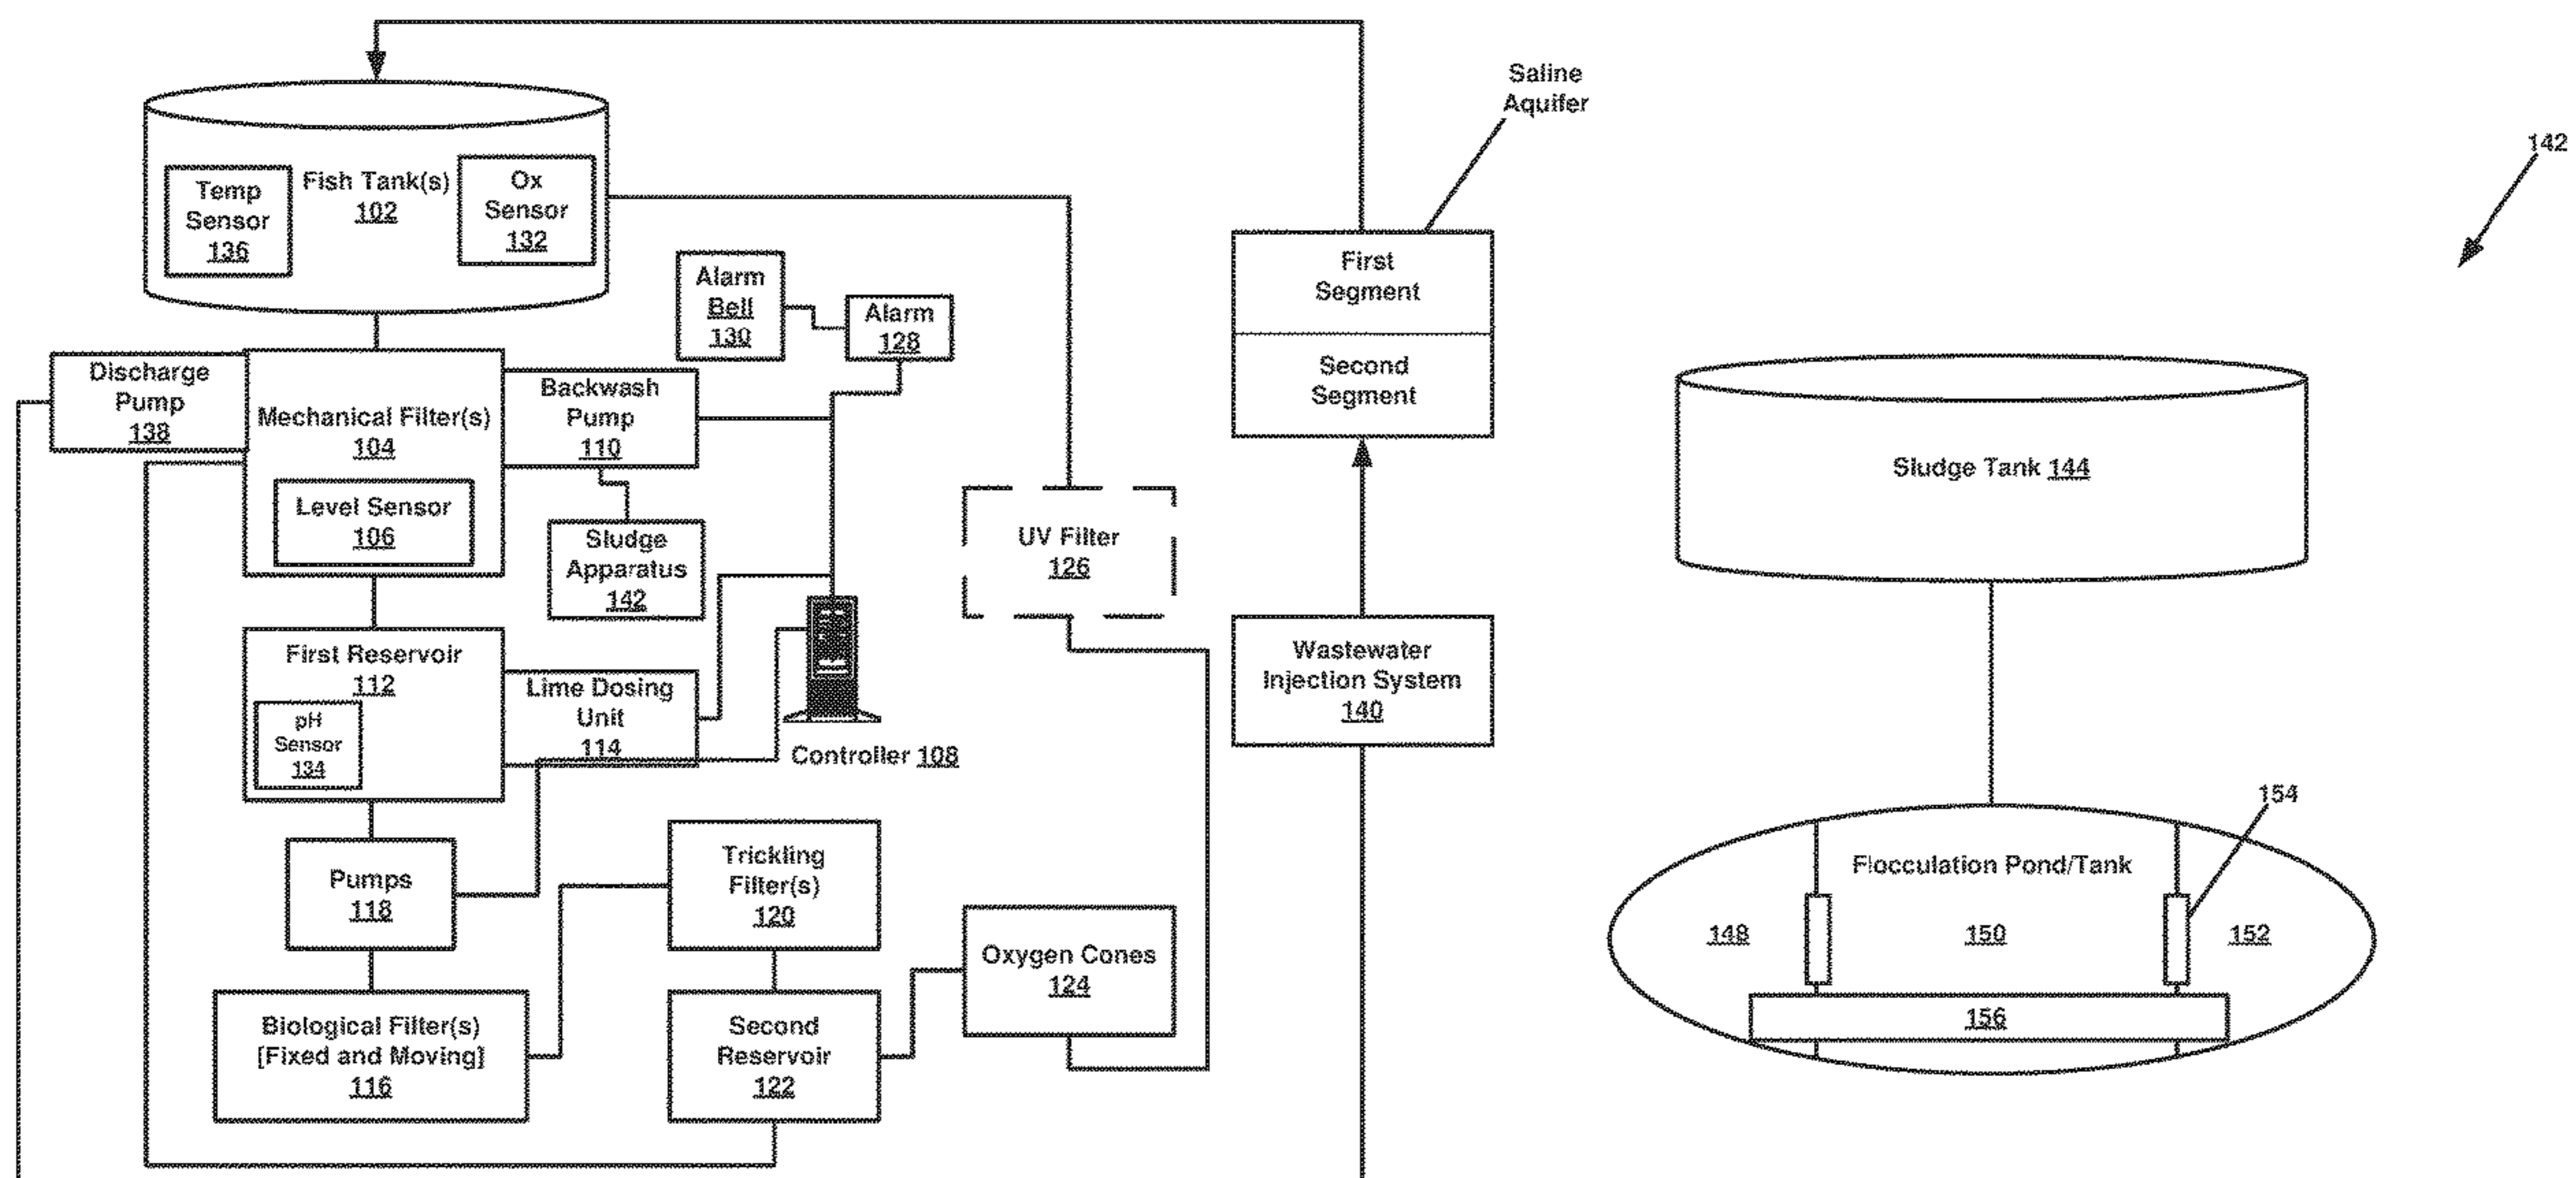 Saline
Aquifer
142
Temp
Sensor
136
Fish Tank(s)
102
Ox
Sensor
132
Alarm
Bell
130
Alarm
128
First
Segment
Second
Segment
Discharge
Pump
138
Mechanical Filter(s)
104
Level Sensor
106
Backwash
Pump
110
Sludge
Apparatus
142
UV Filter
126
Sludge Tank 144
First Reservoir
112
pH
Sensor
134
Lime Dosing
Unit
114
Controller 108
Wastewater
Injection System
140
Pumps
118
Trickling
Filter(s)
120
Oxygen Cones
124
Biological Filter(s)
[Fixed and Moving]
116
Second
Reservoir
122
154
Flocculation Pond/Tank
148
150
152
156